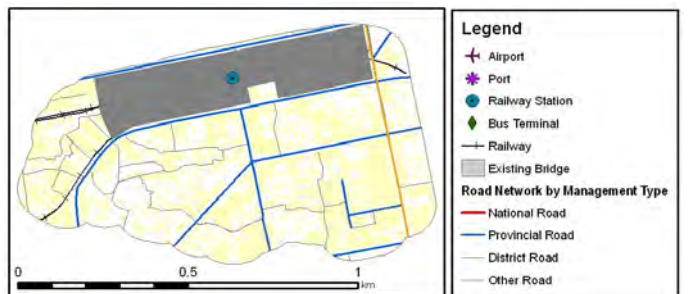 Legend
Airport
Port
Railway Station
Bus Terminal
Railway
Existing Bridge
Road Network by Management Type
National Road
Provincial Road
District Road
Other Road
0 0.5 1
km